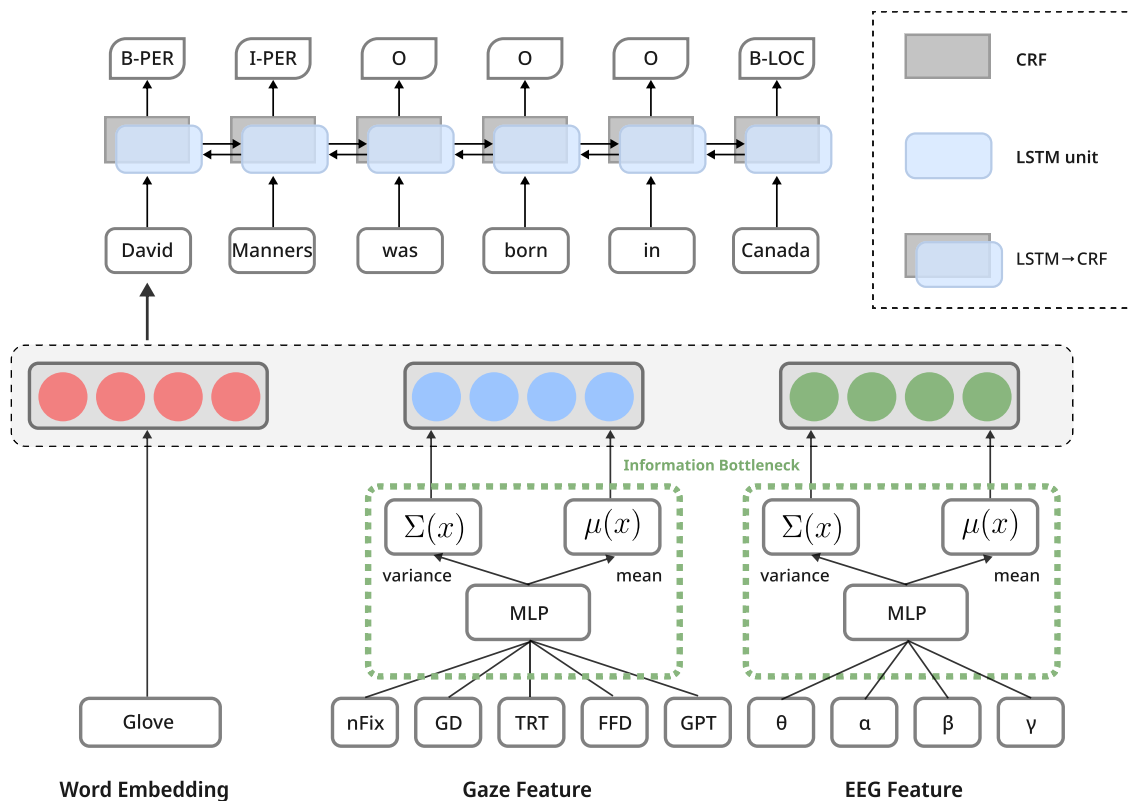 B-PER I-PER O O O B-LOC
CRF
LSTM unit
LSTM→CRF
David Manners was born in Canada
Information Bottleneck
Σ(x) μ(x) Σ(x) μ(x)
variance mean variance mean
MLP MLP
Glove nFix GD TRT FFD GPT θ α β γ
Word Embedding Gaze Feature EEG Feature